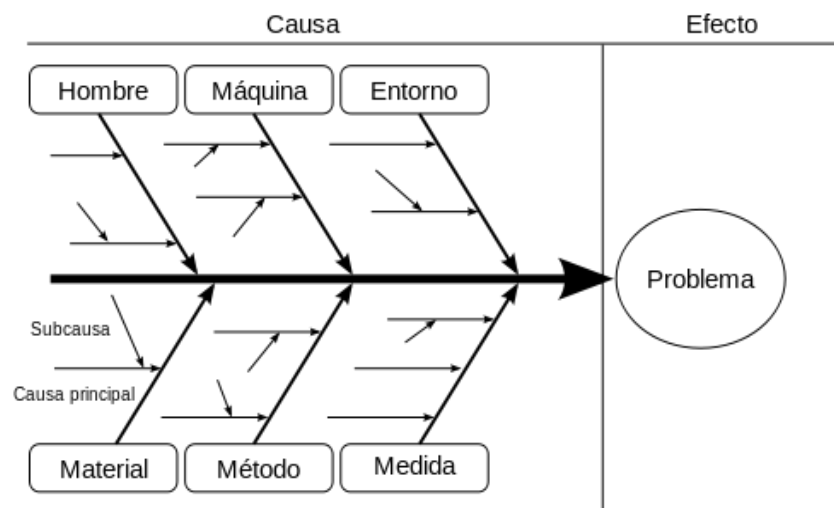 Causa
Efecto
Hombre
Máquina
Entorno
Problema
Subcausa
Causa principal
Material
Método
Medida